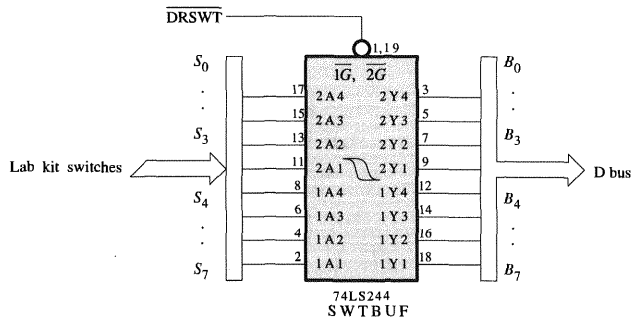 DRSWT
1,19
1G, 2G
S0 B0
17 2A4 2Y4 3
15 2A3 2Y3 5
S3 13 2A2 2Y2 7 B3
Lab kit switches 11 2A1 2Y1 9 D bus
S4 8 1A4 1Y4 12 B4
6 1A3 1Y3 14
4 1A2 1Y2 16
S7 2 1A1 1Y1 18 B7
74LS244
SWTBUF